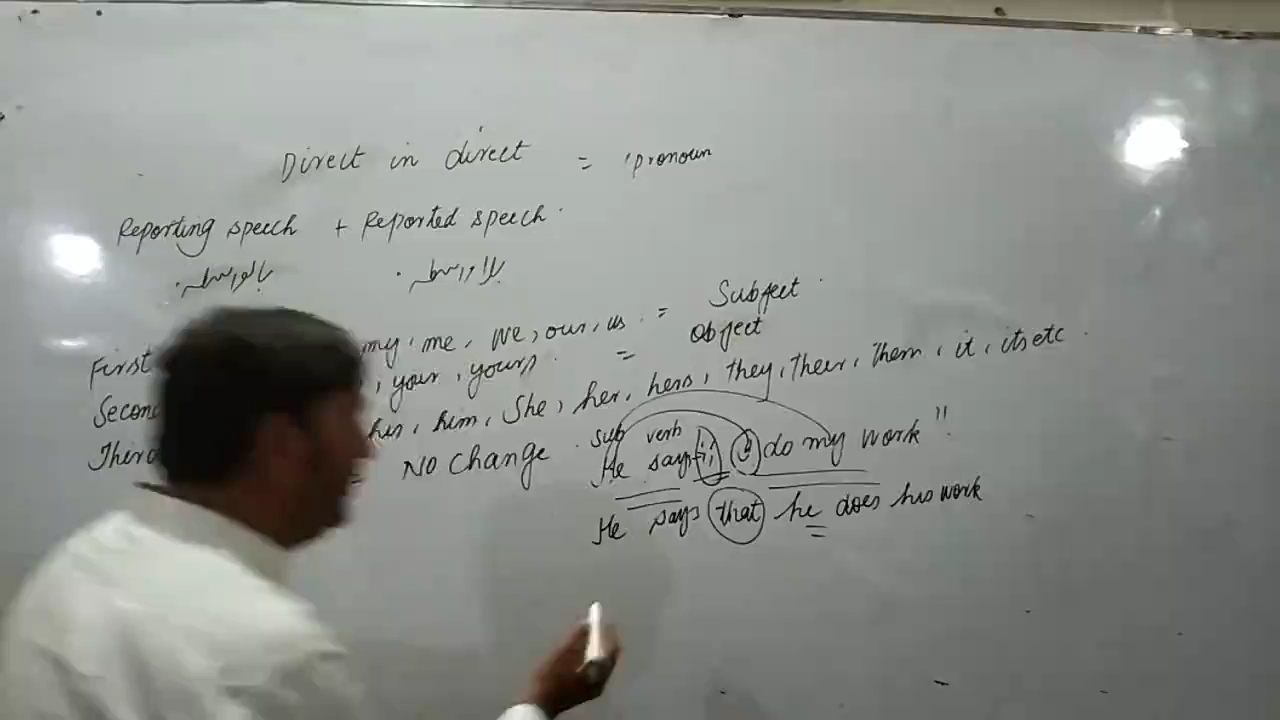 Direct in direct = pronoun
Reporting speech + Reported speech.
First my, me, we, our, us. = Subject.
Secon , your, yours. = object
Third his, him, She, her, hers, they, their, them, it, its etc
= NO Change
sub verb
He says ,"I do my work".
He says that he does his work